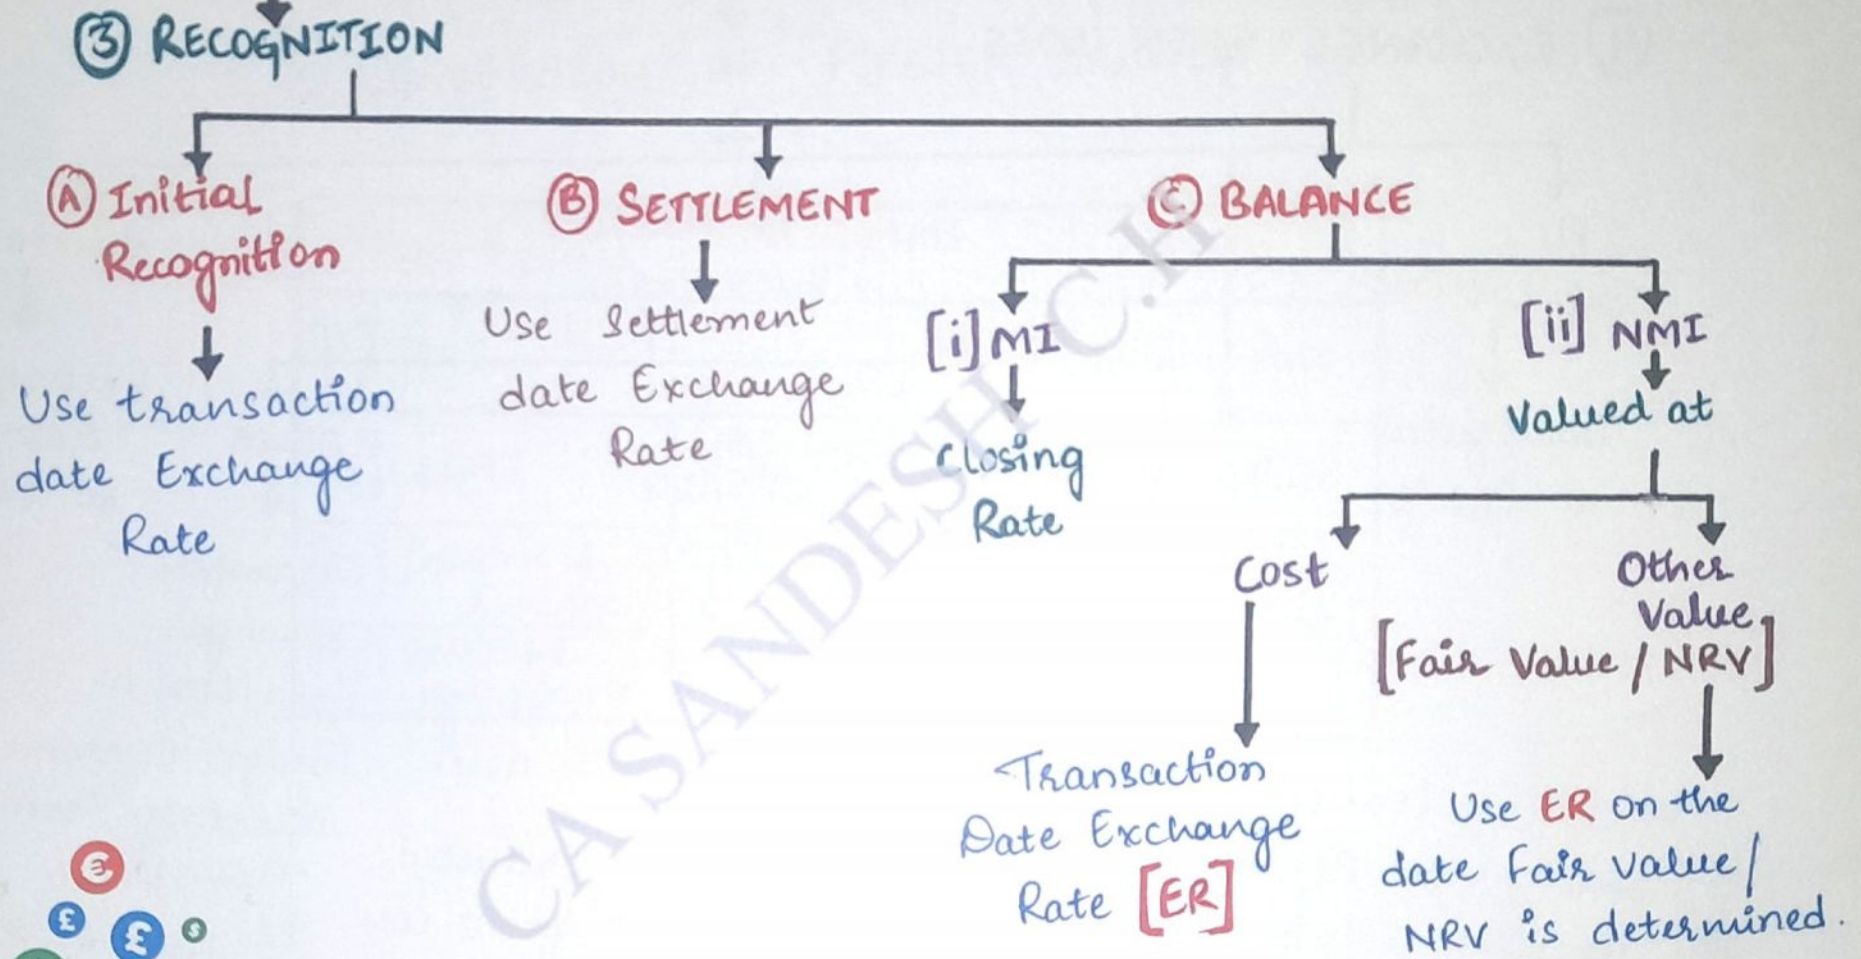 ③ RECOGNITION
Ⓐ Initial
Recognition
Use transaction
date Exchange
Rate
Ⓑ SETTLEMENT
Use Settlement
date Exchange
Rate
Ⓒ BALANCE
[i] MI
Closing
Rate
[ii] NMI
Valued at
Cost
Transaction
Date Exchange
Rate [ER]
Other
Value
[Fair Value / NRV]
Use ER on the
date Fair value /
NRV is determined.
CA SANDESH C.H